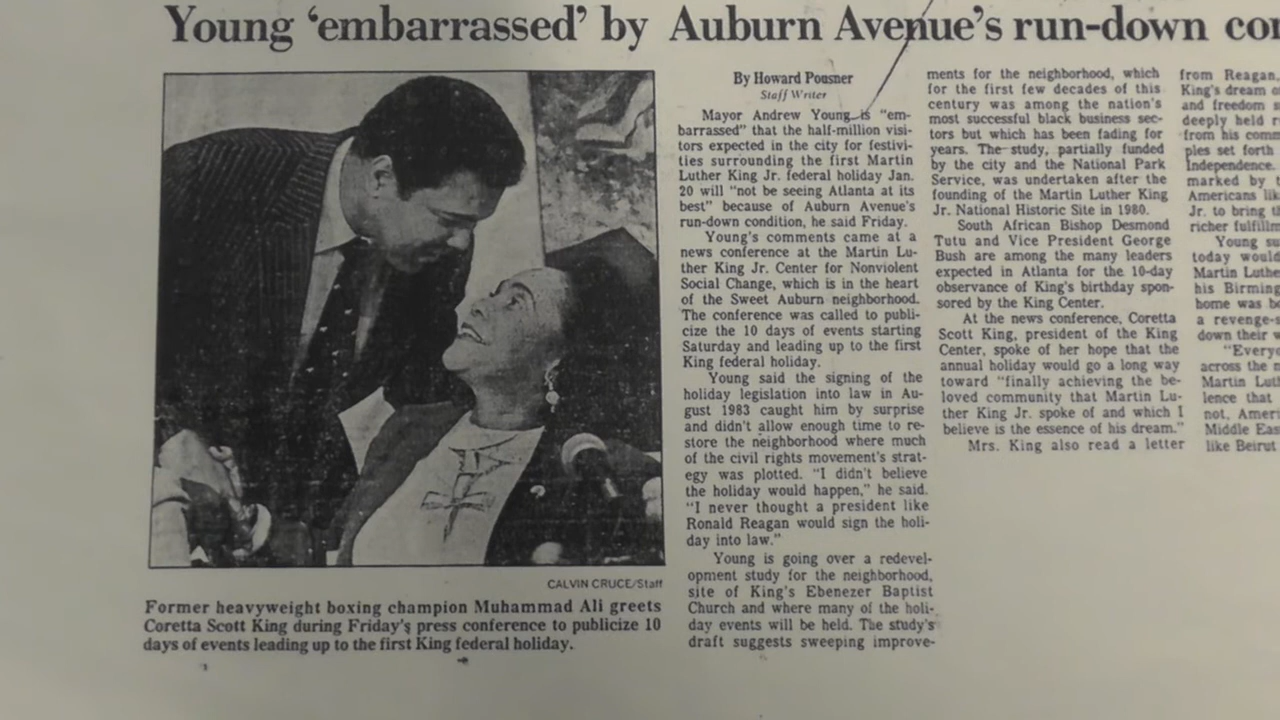 Young ‘embarrassed’ by Auburn Avenue’s run-down
CALVIN CRUCE/Staff
Former heavyweight boxing champion Muhammad Ali greets
Coretta Scott King during Friday’s press conference to publicize 10
days of events leading up to the first King federal holiday.
By Howard Pousner
Staff Writer
Mayor Andrew Young is “em-
barrassed” that the half-million visi-
tors expected in the city for festivi-
ties surrounding the first Martin
Luther King Jr. federal holiday Jan.
20 will “not be seeing Atlanta at its
best” because of Auburn Avenue’s
run-down condition, he said Friday.
Young’s comments came at a
news conference at the Martin Lu-
ther King Jr. Center for Nonviolent
Social Change, which is in the heart
of the Sweet Auburn neighborhood.
The conference was called to publi-
cize the 10 days of events starting
Saturday and leading up to the first
King federal holiday.
Young said the signing of the
holiday legislation into law in Au-
gust 1983 caught him by surprise
and didn’t allow enough time to re-
store the neighborhood where much
of the civil rights movement’s strat-
egy was plotted. “I didn’t believe
the holiday would happen,” he said.
“I never thought a president like
Ronald Reagan would sign the holi-
day into law.”
Young is going over a redevel-
opment study for the neighborhood,
site of King’s Ebenezer Baptist
Church and where many of the holi-
day events will be held. The study’s
draft suggests sweeping improve-
ments for the neighborhood, which
for the first few decades of this
century was among the nation’s
most successful black business sec-
tors but which has been fading for
years. The study, partially funded
by the city and the National Park
Service, was undertaken after the
founding of the Martin Luther King
Jr. National Historic Site in 1980.
South African Bishop Desmond
Tutu and Vice President George
Bush are among the many leaders
expected in Atlanta for the 10-day
observance of King’s birthday spon-
sored by the King Center.
At the news conference, Coretta
Scott King, president of the King
Center, spoke of her hope that the
annual holiday would go a long way
toward “finally achieving the be-
loved community that Martin Lu-
ther King Jr. spoke of and which I
believe is the essence of his dream.”
Mrs. King also read a letter
from Reagan.
King’s dream
and freedom
deeply held
from his
ples set forth
Independence.
marked by
Americans
Jr. to bring
richer
Young
today would
Martin
his
home was
a
down their
“
across the
Martin
lence that
not,
Middle
like Beirut